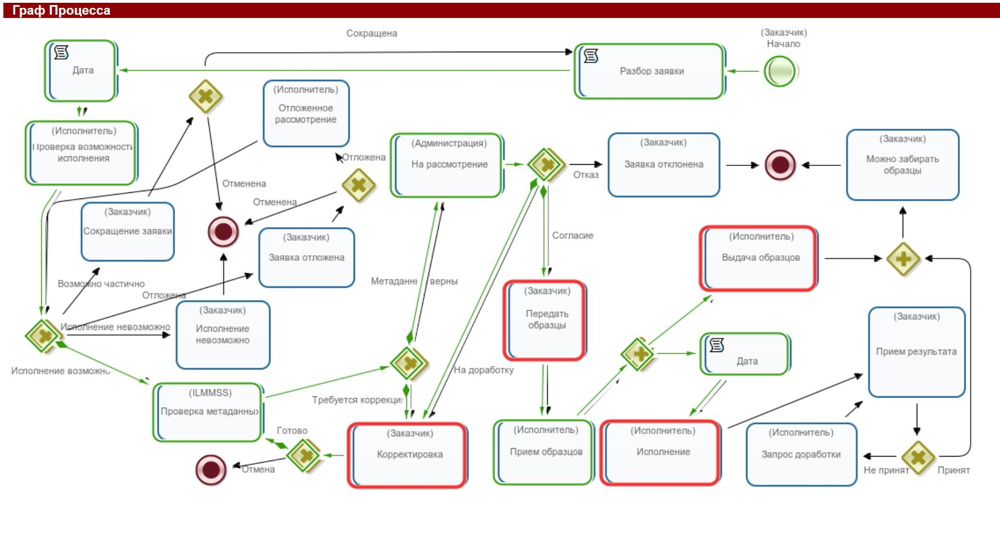 Граф Процесса
Сокращена
(Заказчик)
Начало
Дата
Разбор заявки
(Исполнитель)
Отложенное
рассмотрение
(Исполнитель)
Проверка возможности
исполнения
Отложена
(Администрация)
На рассмотрение
Отказ
(Заказчик)
Заявка отклонена
(Заказчик)
Можно забирать
образцы
Отменена
Отменена
(Заказчик)
Сокращение заявки
(Заказчик)
Заявка отложена
Согласие
(Исполнитель)
Выдача образцов
Возможно частично
Отложена
Метаданн верны
(Заказчик)
Передать
образцы
(Заказчик)
Исполнение
невозможно
Исполнение невозможно
(Заказчик)
Прием результата
Дата
Исполнение возможно
На доработку
(ILMMSS)
Проверка метаданных
Требуется коррекци
Готово
Отмена
(Заказчик)
Корректировка
(Исполнитель)
Прием образцов
(Исполнитель)
Исполнение
(Исполнитель)
Запрос доработки
Не принят
Принят